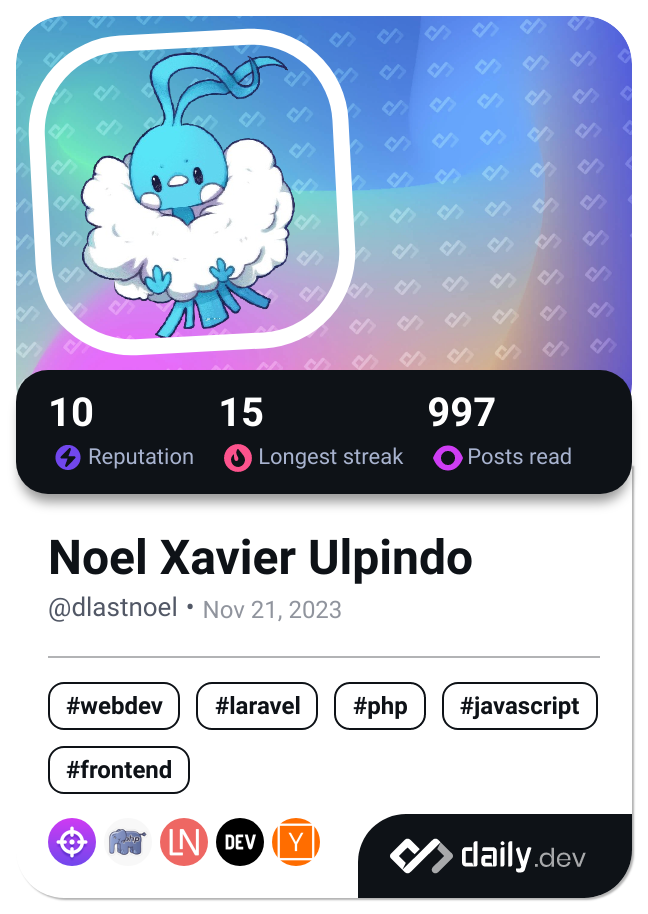 10 15 997
Reputation Longest streak Posts read
Noel Xavier Ulpindo
@dlastnoel • Nov 21, 2023
#webdev #laravel #php #javascript
#frontend
php LN DEV Y
daily.dev